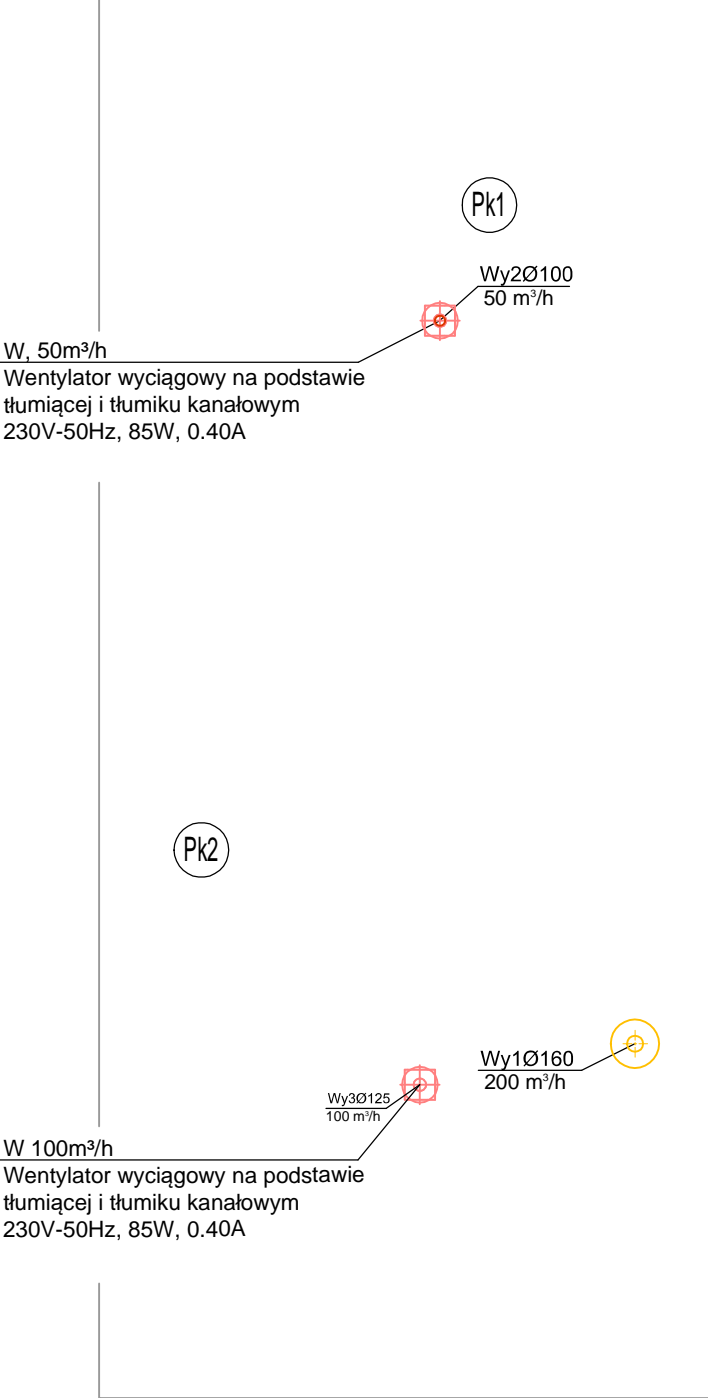 Pk1
Wy2Ø100
50 m³/h
W, 50m³/h
Wentylator wyciągowy na podstawie
tłumiącej i tłumiku kanałowym
230V-50Hz, 85W, 0.40A
Pk2
Wy1Ø160
200 m³/h
Wy3Ø125
100 m³/h
W 100m³/h
Wentylator wyciągowy na podstawie
tłumiącej i tłumiku kanałowym
230V-50Hz, 85W, 0.40A